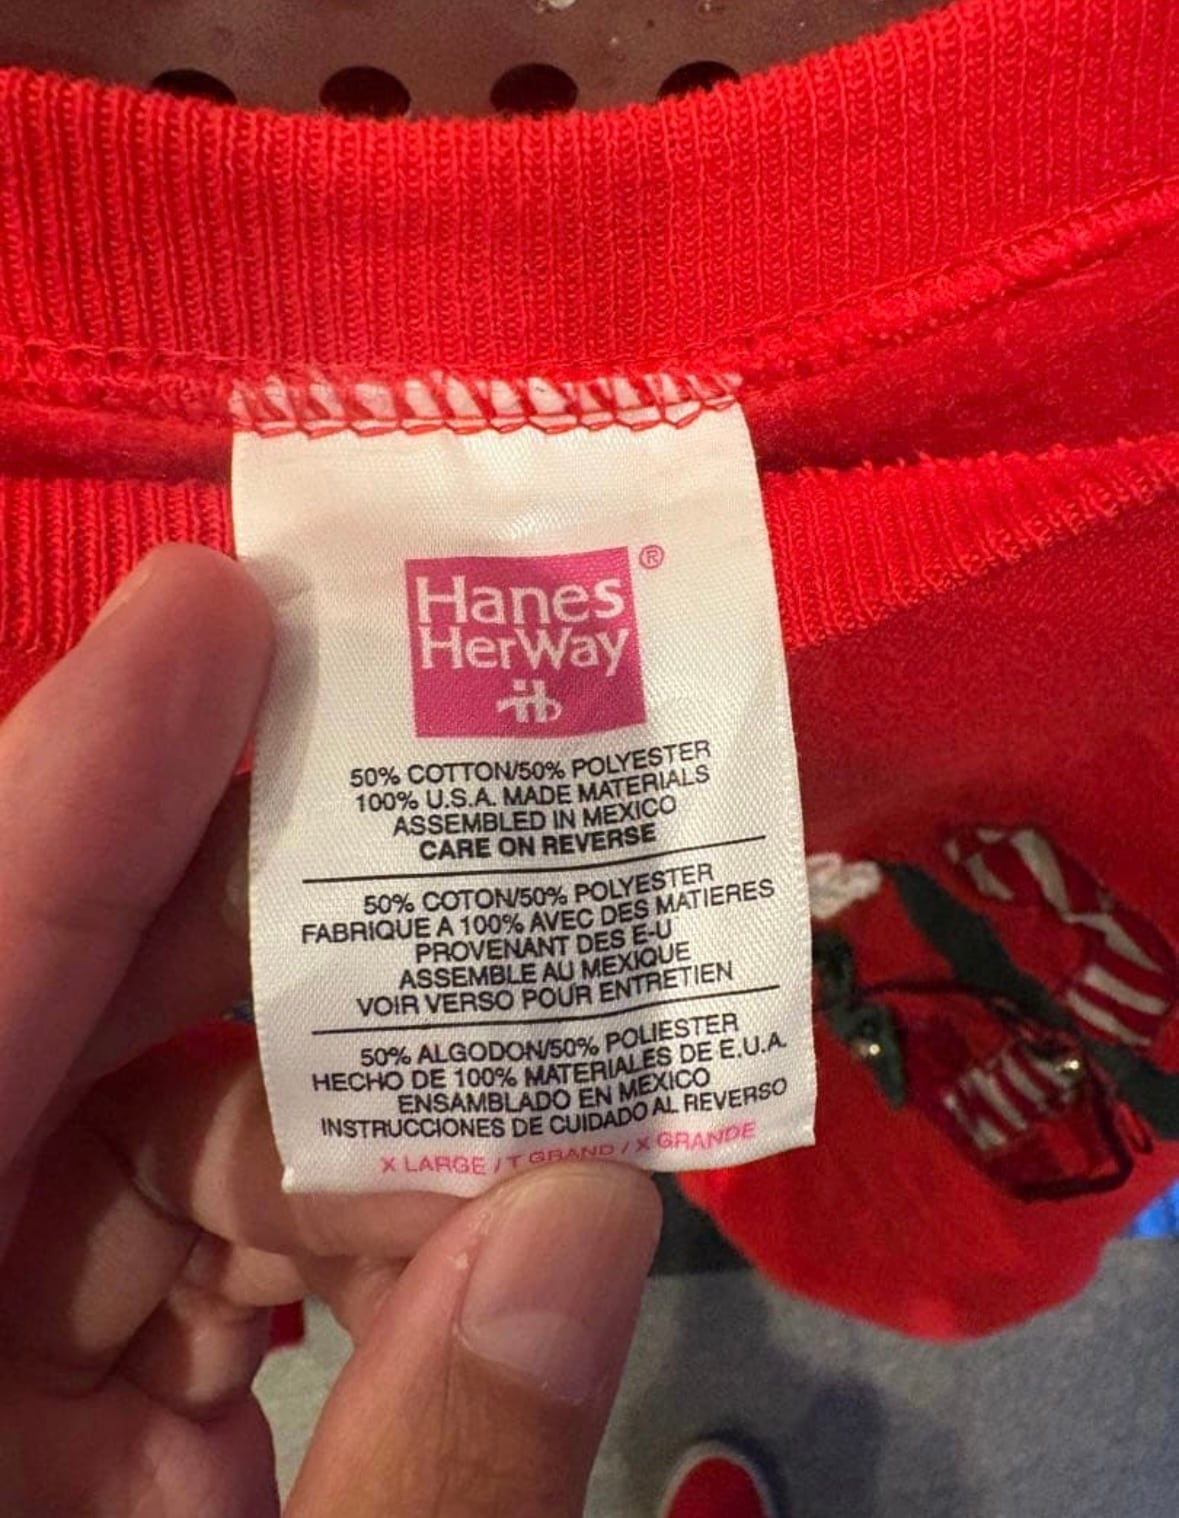 Hanes
HerWay
®
50% COTTON/50% POLYESTER
100% U.S.A. MADE MATERIALS
ASSEMBLED IN MEXICO
CARE ON REVERSE
50% COTON/50% POLYESTER
FABRIQUE A 100% AVEC DES MATIERES
PROVENANT DES E-U
ASSEMBLE AU MEXIQUE
VOIR VERSO POUR ENTRETIEN
50% ALGODON/50% POLIESTER
HECHO DE 100% MATERIALES DE E.U.A.
ENSAMBLADO EN MEXICO
INSTRUCCIONES DE CUIDADO AL REVERSO
X LARGE / T GRAND / X GRANDE